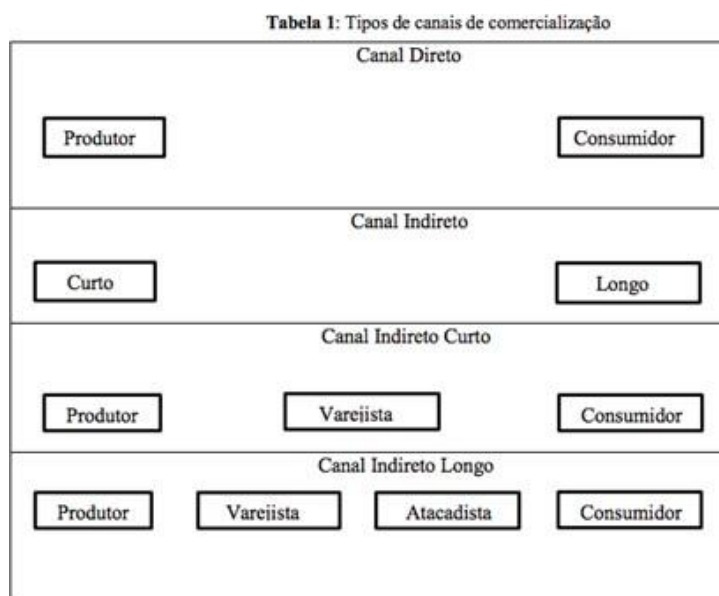 Tabela 1: Tipos de canais de comercialização
Canal Direto
Produtor Consumidor
Canal Indireto
Curto Longo
Canal Indireto Curto
Produtor Varejista Consumidor
Canal Indireto Longo
Produtor Varejista Atacadista Consumidor